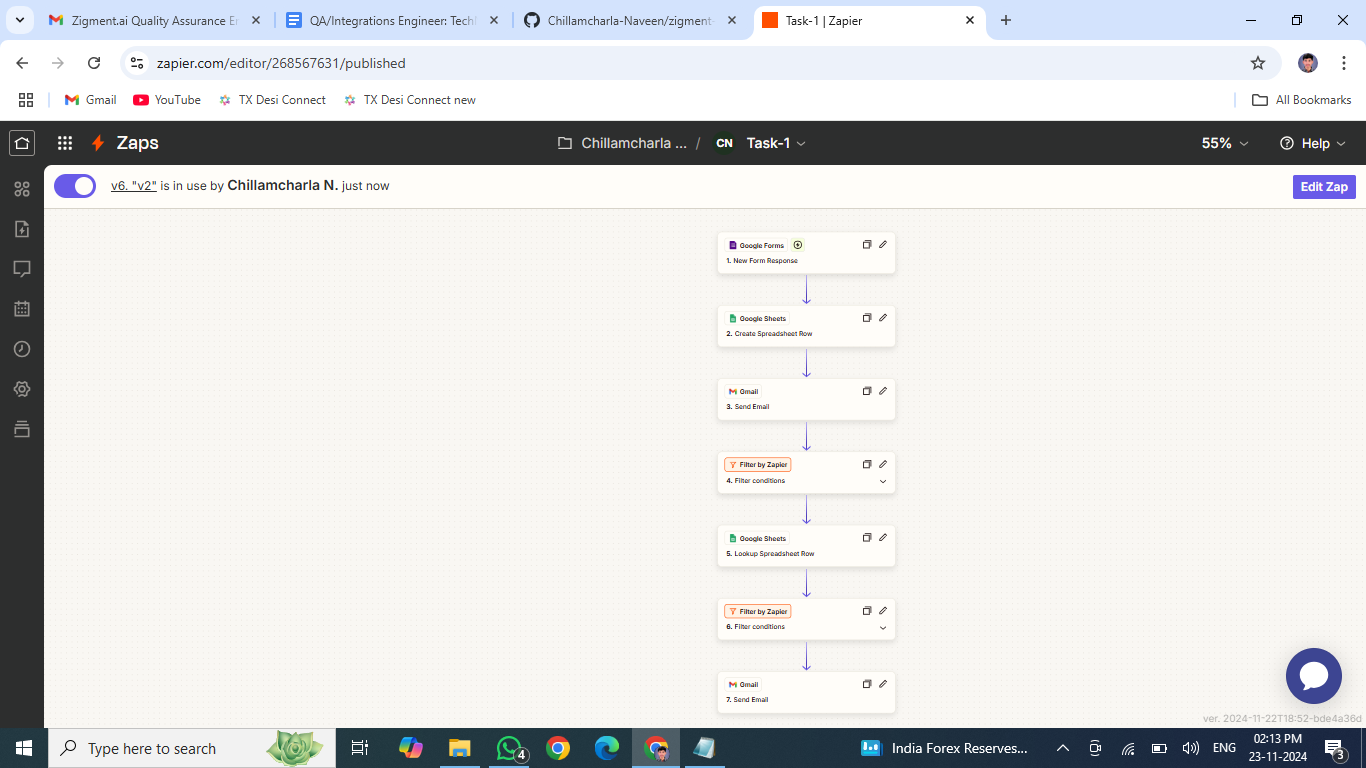 Zigment.ai Quality Assurance En
QA/Integrations Engineer: Tech
Chillamcharla-Naveen/zigment-
Task-1 | Zapier
zapier.com/editor/268567631/published
Gmail
YouTube
TX Desi Connect
TX Desi Connect new
All Bookmarks
Zaps
Chillamcharla ... / CN Task-1
55%
Help
v6. "v2" is in use by Chillamcharla N. just now
Edit Zap
Google Forms
1. New Form Response
Google Sheets
2. Create Spreadsheet Row
Gmail
3. Send Email
Filter by Zapier
4. Filter conditions
Google Sheets
5. Lookup Spreadsheet Row
Filter by Zapier
6. Filter conditions
Gmail
7. Send Email
ver. 2024-11-22T18:52-bde4a36d
Type here to search
4
India Forex Reserves...
ENG
02:13 PM
23-11-2024
3